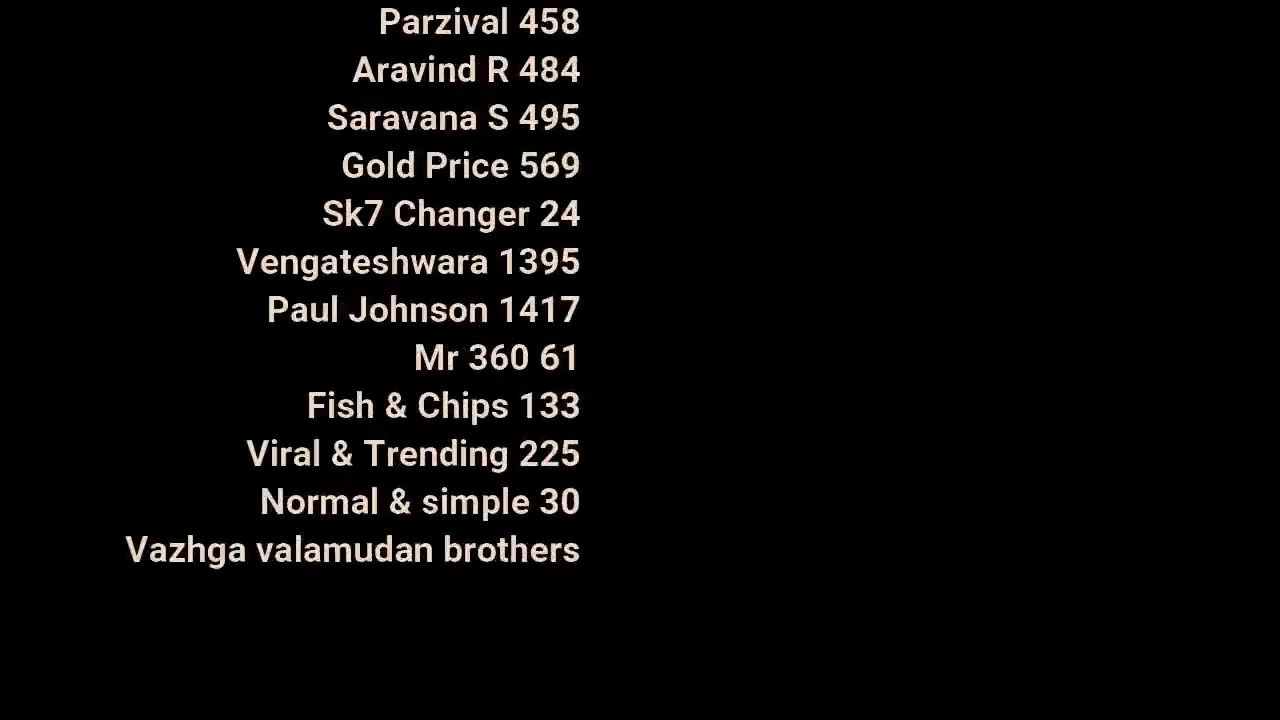 Parzival 458
Aravind R 484
Saravana S 495
Gold Price 569
Sk7 Changer 24
Vengateshwara 1395
Paul Johnson 1417
Mr 360 61
Fish & Chips 133
Viral & Trending 225
Normal & simple 30
Vazhga valamudan brothers